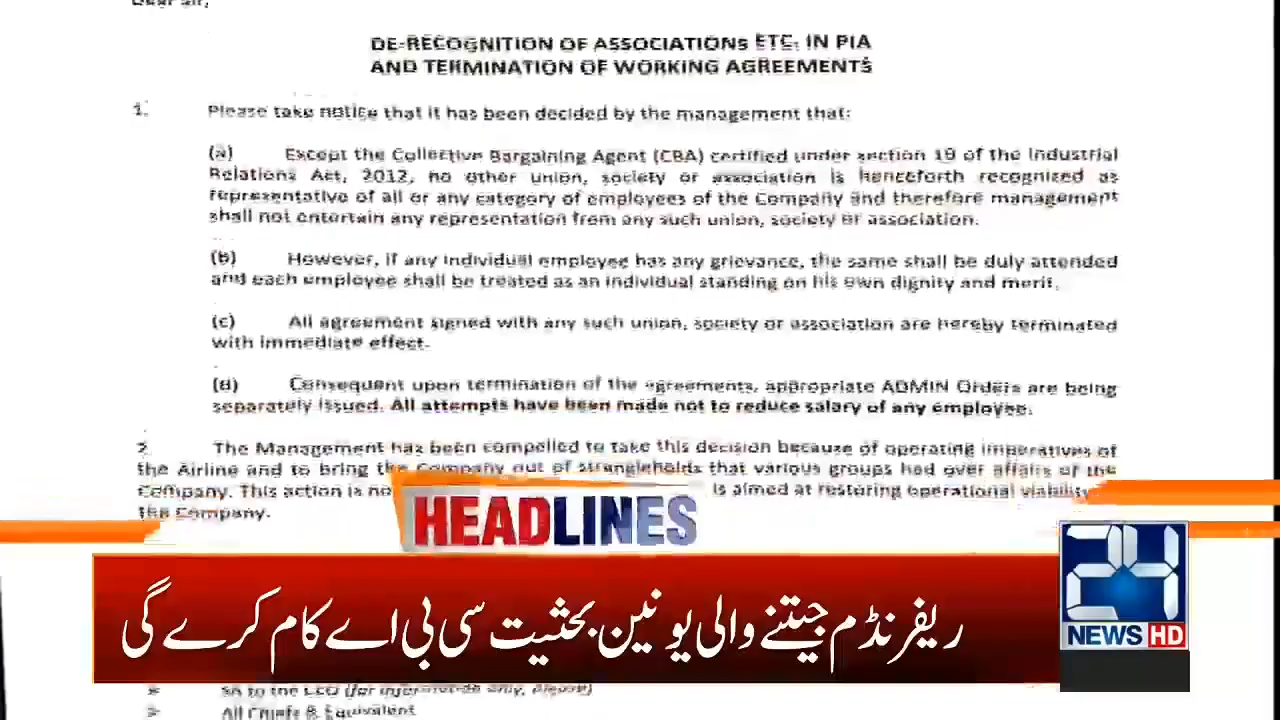 Dear Sir,
DE-RECOGNITION OF ASSOCIATIONS ETC. IN PIA
AND TERMINATION OF WORKING AGREEMENTS
1. Please take notice that it has been decided by the management that:
(a) Except the Collective Bargaining Agent (CBA) certified under section 19 of the Industrial
Relations Act, 2012, no other union, society or association is henceforth recognized as
representative of all or any category of employees of the Company and therefore management
shall not entertain any representation from any such union, society or association.
(b) However, if any individual employee has any grievance, the same shall be duly attended
and each employee shall be treated as an individual standing on his own dignity and merit.
(c) All agreement signed with any such union, society or association are hereby terminated
with immediate effect.
(d) Consequent upon termination of the agreements, appropriate ADMIN Orders are being
separately issued. All attempts have been made not to reduce salary of any employee.
2. The Management has been compelled to take this decision because of operating imperatives of
the Airline and to bring the Company out of strangleholds that various groups had over affairs of the
Company. This action is no is aimed at restoring operational viability
the Company.
HEADLINES
ریفرنڈم جیتنے والی یونین بحثیت سی بی اے کام کرے گی
24
NEWS HD
SA to the CEO (for information only, please)
All Chiefs & Equivalent